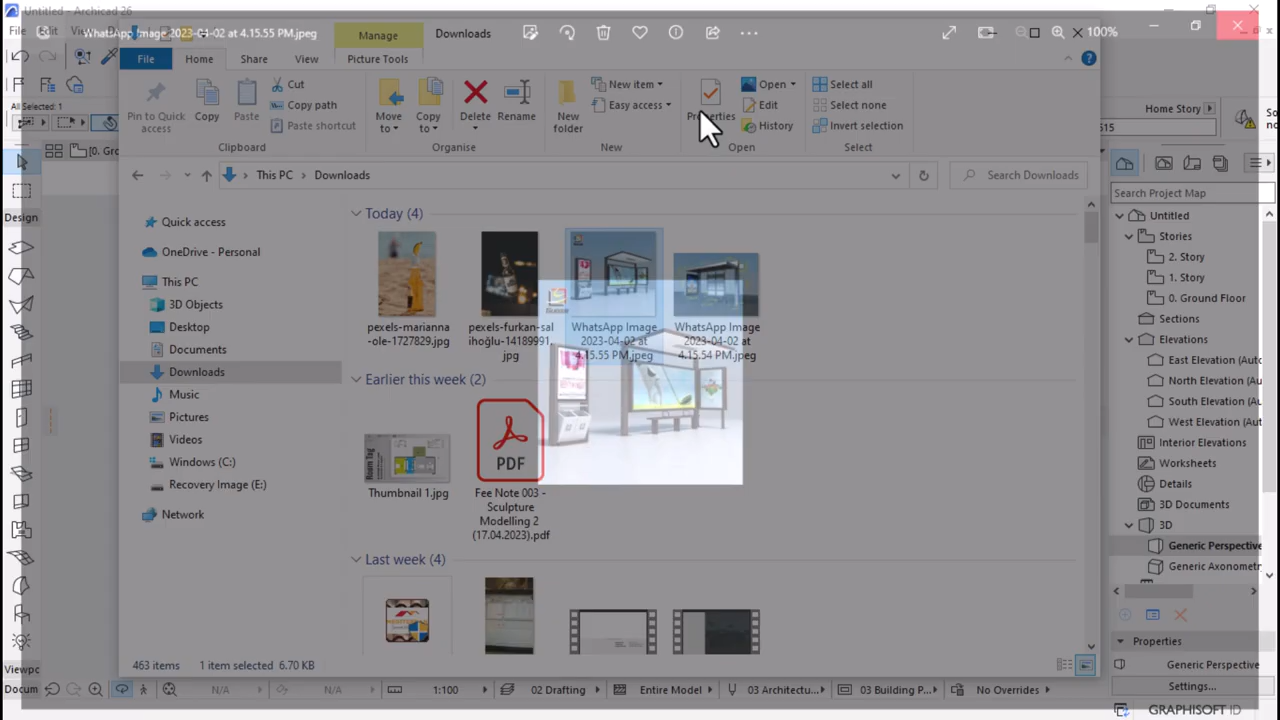 Untitled - Archicad 26
File Edit
WhatsApp Image 2023-04-02 at 4.15.55 PM.jpeg
100%
Manage
Downloads
File
Home
Share
View
Picture Tools
Pin to Quick access
Copy
Paste
Cut
Copy path
Paste shortcut
Move to
Copy to
Delete
Rename
New folder
New item
Easy access
Properties
Open
Edit
History
Select all
Select none
Invert selection
Clipboard
Organise
New
Open
Select
All Selected: 1
Home Story
[0. Gro
Design
This PC > Downloads
Search Downloads
Quick access
OneDrive - Personal
This PC
3D Objects
Desktop
Documents
Downloads
Music
Pictures
Videos
Windows (C:)
Recovery Image (E:)
Network
Today (4)
pexels-marianna
-ole-1727829.jpg
pexels-furkan-sal
ihoğlu-14189991.
jpg
WhatsApp Image
2023-04-02 at
4.15.55 PM.jpeg
WhatsApp Image
2023-04-02 at
4.15.54 PM.jpeg
Earlier this week (2)
Thumbnail 1.jpg
PDF
Fee Note 003 -
Sculpture
Modelling 2
(17.04.2023).pdf
Last week (4)
463 items
1 item selected 6.70 KB
Search Project Map
Untitled
Stories
2. Story
1. Story
0. Ground Floor
Sections
Elevations
East Elevation (Auto
North Elevation (Aut
South Elevation (Aut
West Elevation (Aut
Interior Elevations
Worksheets
Details
3D Documents
3D
Generic Perspective
Generic Axonometr
Properties
Generic Perspective
Settings...
GRAPHISOFT ID
Viewpc
Docum
N/A
N/A
1:100
02 Drafting
Entire Model
03 Architectu...
03 Building P...
No Overrides